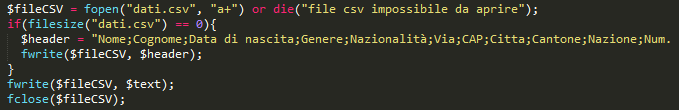 $fileCSV = fopen("dati.csv", "a+") or die("file csv impossibile da aprire");
if(filesize("dati.csv") == 0){
$header = "Nome;Cognome;Data di nascita;Genere;Nazionalità;Via;CAP;Citta;Cantone;Nazione;Num.
fwrite($fileCSV, $header);
}
fwrite($fileCSV, $text);
fclose($fileCSV);